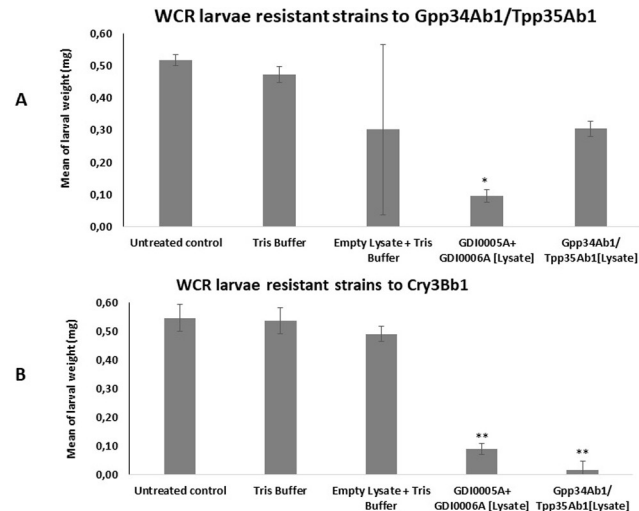 WCR larvae resistant strains to Gpp34Ab1/Tpp35Ab1
A
Mean of larval weight (mg)
0,60
0,50
0,40
0,30
0,20
0,10
0,00
*
Untreated control
Tris Buffer
Empty Lysate + Tris
Buffer
GDI0005A+
GDI0006A [Lysate]
Gpp34Ab1/
Tpp35Ab1[Lysate]
WCR larvae resistant strains to Cry3Bb1
B
Mean of larval weight (mg)
0,60
0,50
0,40
0,30
0,20
0,10
0,00
**
**
Untreated control
Tris Buffer
Empty Lysate + Tris
Buffer
GDI0005A+
GDI0006A [Lysate]
Gpp34Ab1/
Tpp35Ab1[Lysate]